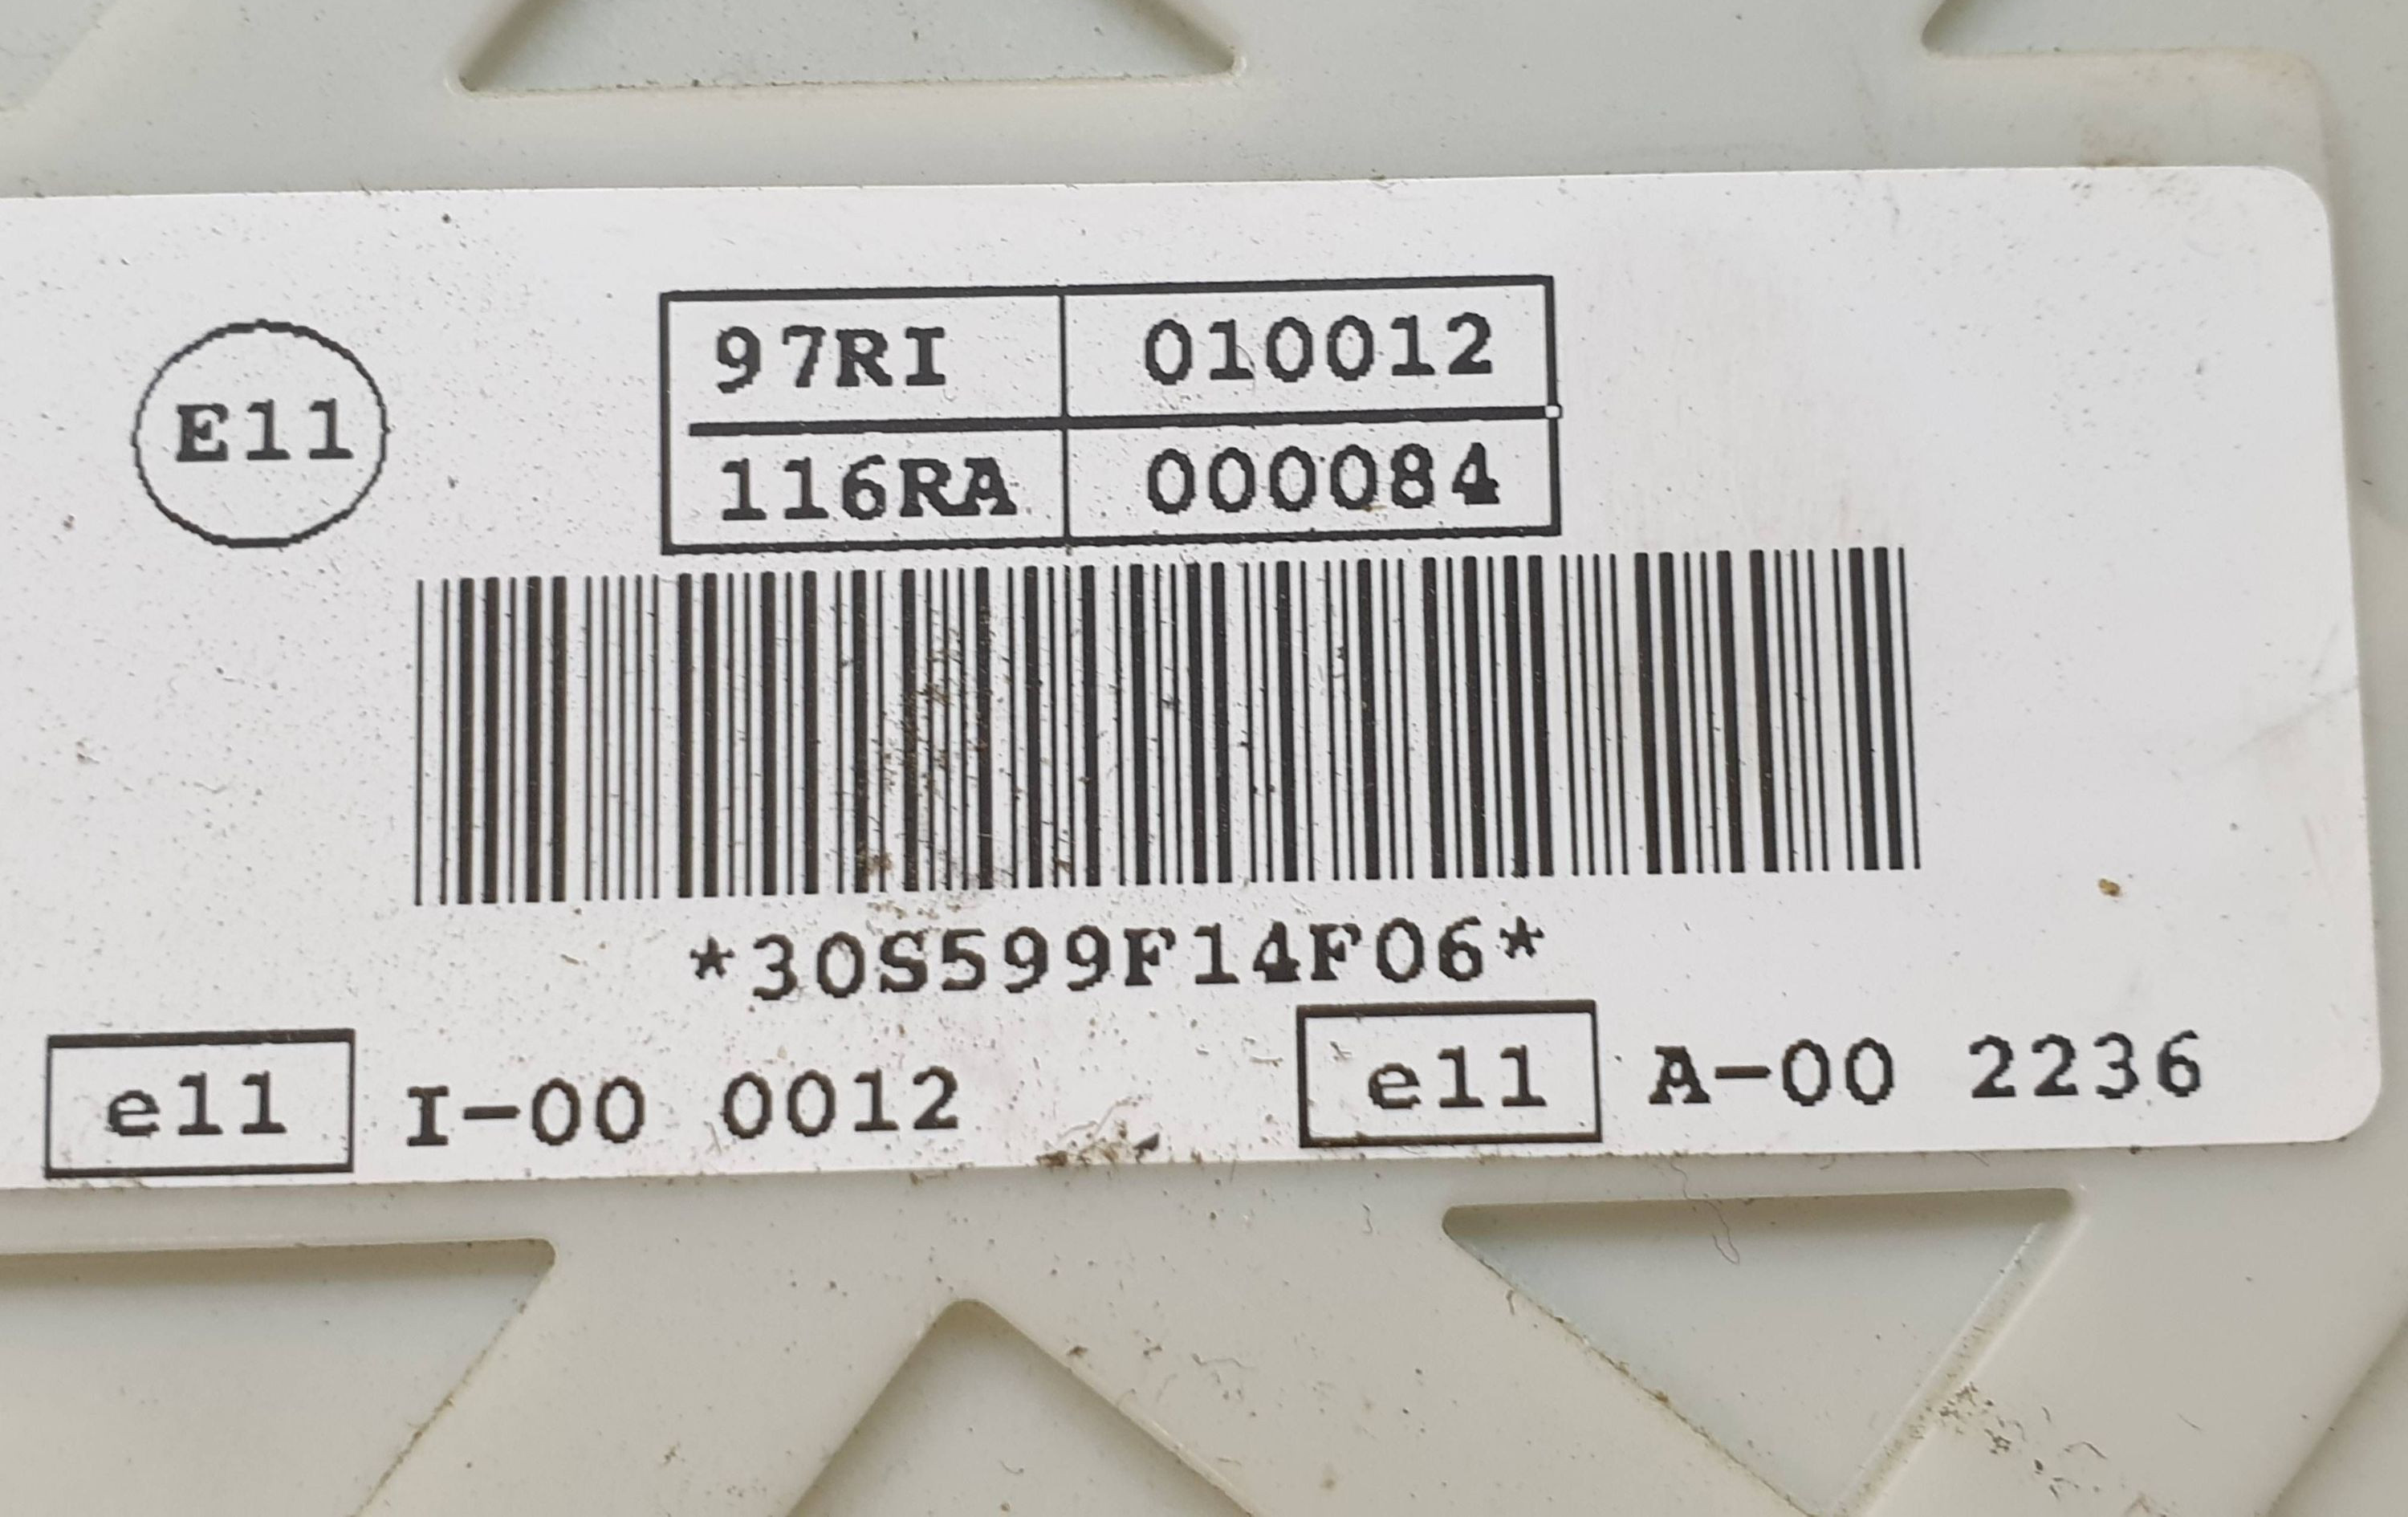 E11
97RI 010012
116RA 000084
*30S599F14F06*
e11 I-00 0012 e11 A-00 2236